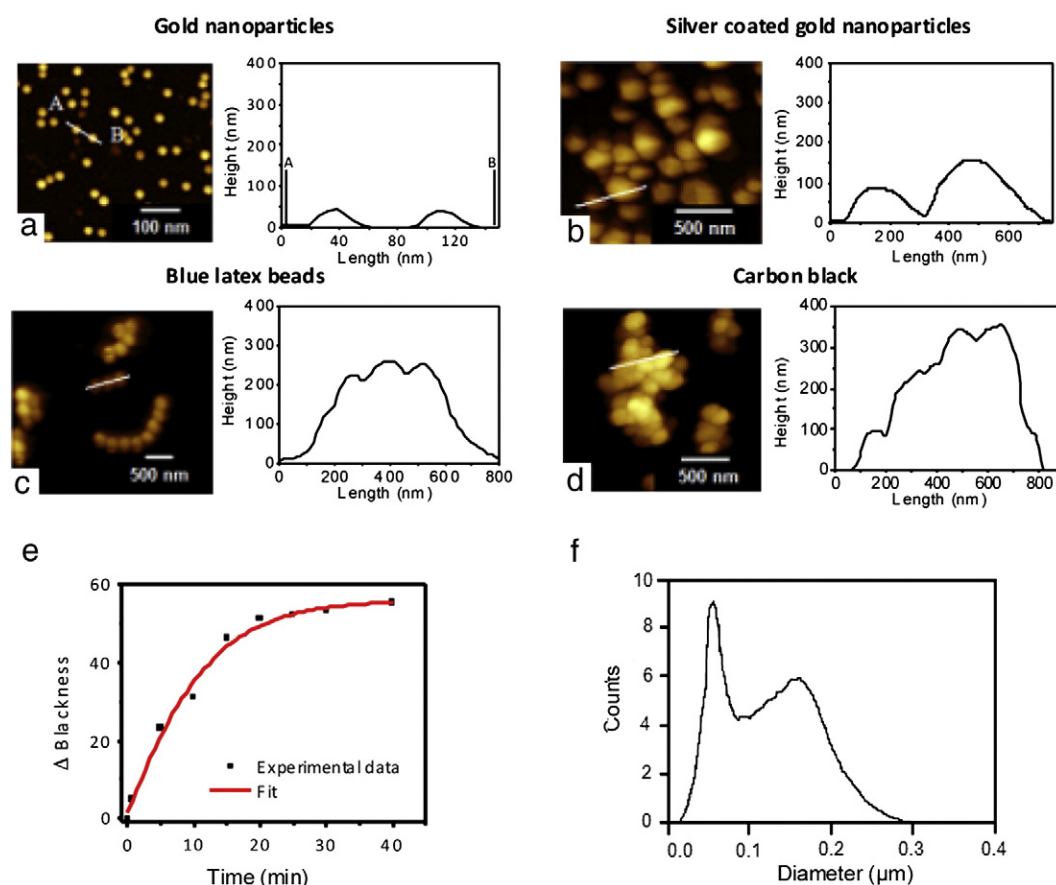 Gold nanoparticles
Silver coated gold nanoparticles
A
B
100 nm
a
Height (nm)
400
300
200
100
0
A
B
0 40 80 120
Length (nm)
500 nm
b
Height (nm)
400
300
200
100
0
0 200 400 600
Length (nm)
Blue latex beads
Carbon black
500 nm
c
Height (nm)
400
300
200
100
0
0 200 400 600 800
Length (nm)
500 nm
d
Height (nm)
400
300
200
100
0
0 200 400 600 800
Length (nm)
e
Δ Blackness
60
40
20
0
Experimental data
Fit
0 10 20 30 40
Time (min)
f
Counts
10
8
6
4
2
0
0.0 0.1 0.2 0.3 0.4
Diameter (µm)